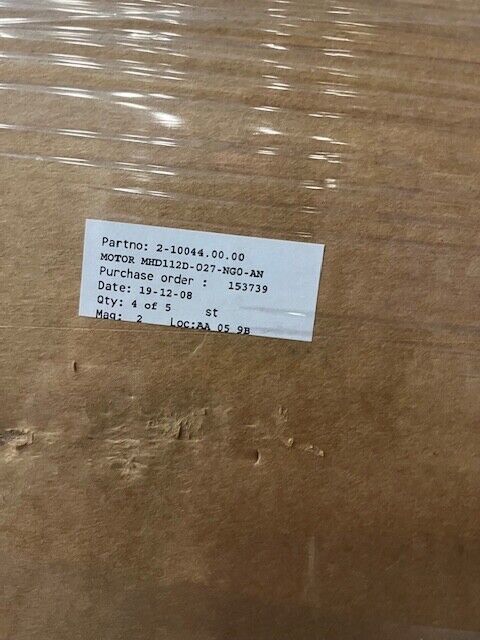 Partno: 2-10044.00.00
MOTOR MHD112D-027-NG0-AN
Purchase order : 153739
Date: 19-12-08
Qty: 4 of 5 st
Mag: 2 Loc:AA 05 9B